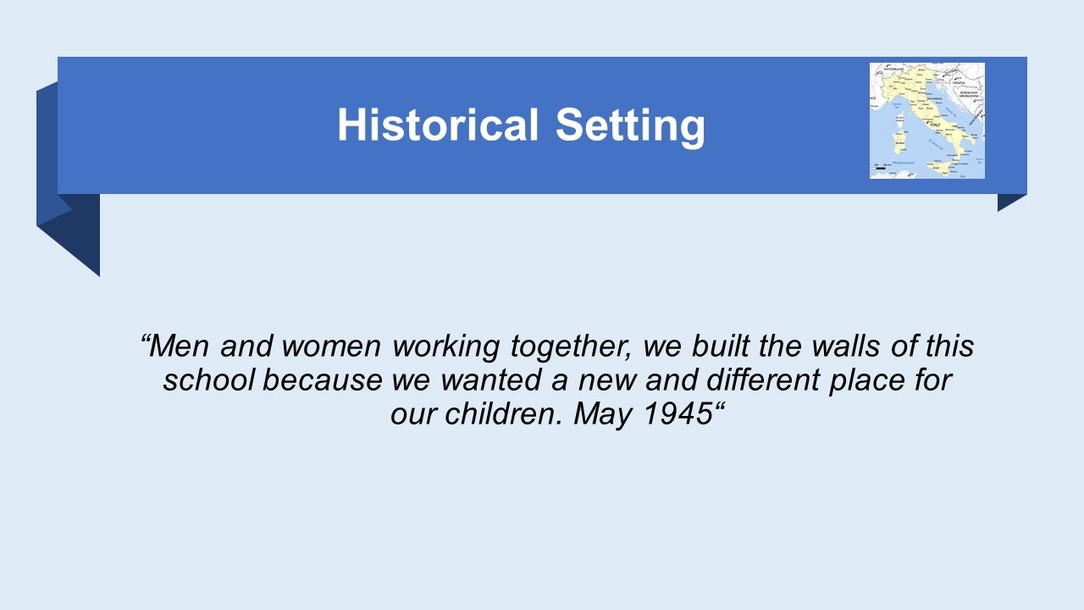 Historical Setting
“Men and women working together, we built the walls of this
school because we wanted a new and different place for
our children. May 1945“